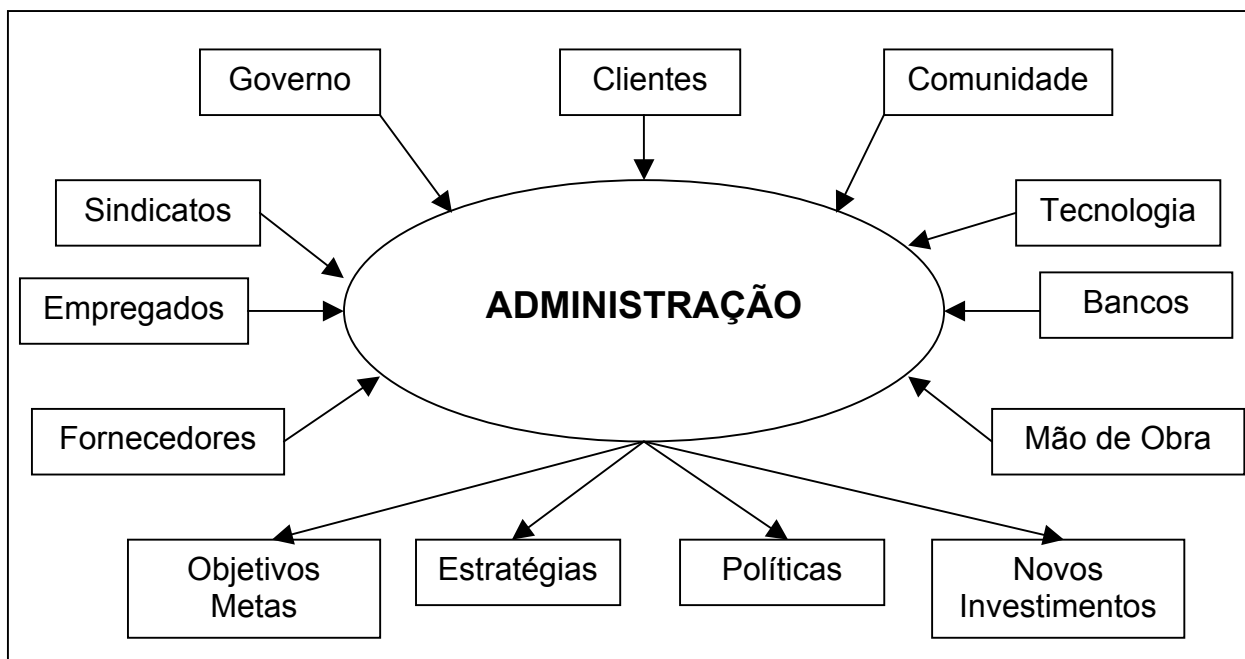 Governo
Clientes
Comunidade
Sindicatos
Tecnologia
Empregados
ADMINISTRAÇÃO
Bancos
Fornecedores
Mão de Obra
Objetivos
Metas
Estratégias
Políticas
Novos
Investimentos